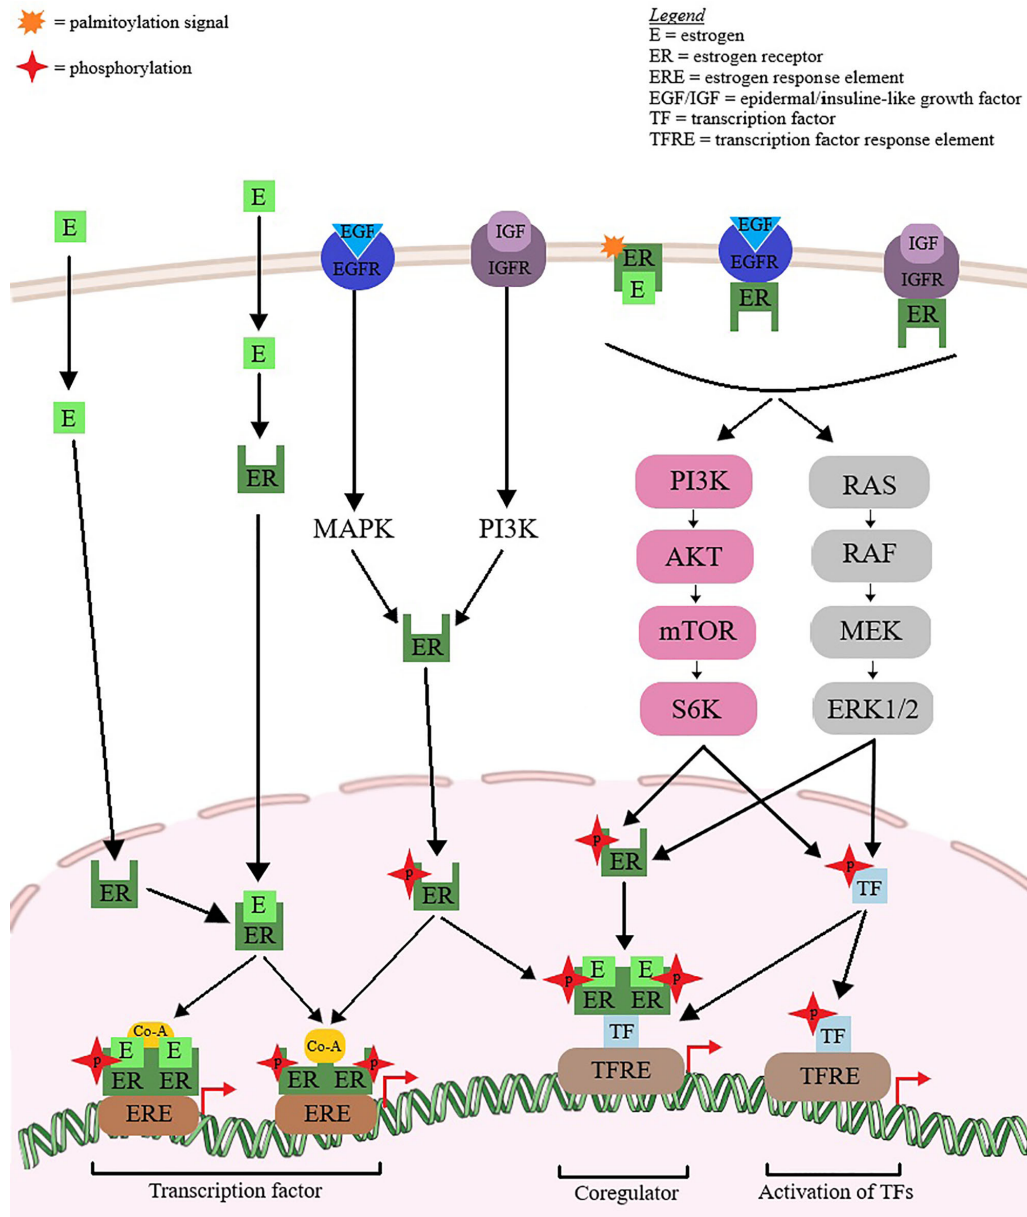 = palmitoylation signal
= phosphorylation
Legend
E = estrogen
ER = estrogen receptor
ERE = estrogen response element
EGF/IGF = epidermal/insuline-like growth factor
TF = transcription factor
TFRE = transcription factor response element
E
E
EGF
EGFR
IGF
IGFR
ER
E
EGF
EGFR
ER
IGF
IGFR
ER
E
E
ER
MAPK
PI3K
ER
PI3K
AKT
mTOR
S6K
RAS
RAF
MEK
ERK1/2
ER
E
ER
P
ER
P
ER
P
TF
Co-A
P
E
E
ER
ER
ERE
Co-A
P
P
ER
ER
ERE
P
E
E
P
ER
ER
TF
TFRE
P
TF
TFRE
Transcription factor
Coregulator
Activation of TFs